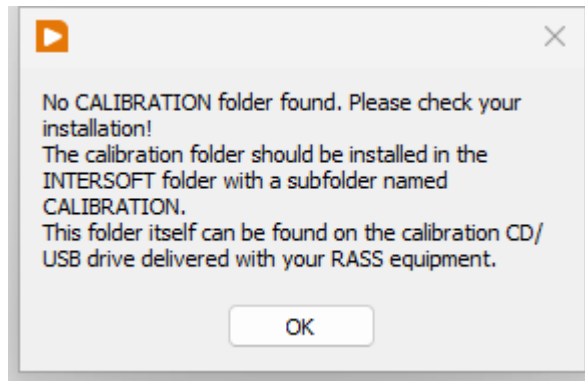 No CALIBRATION folder found. Please check your
installation!
The calibration folder should be installed in the
INTERSOFT folder with a subfolder named
CALIBRATION.
This folder itself can be found on the calibration CD/
USB drive delivered with your RASS equipment.
OK